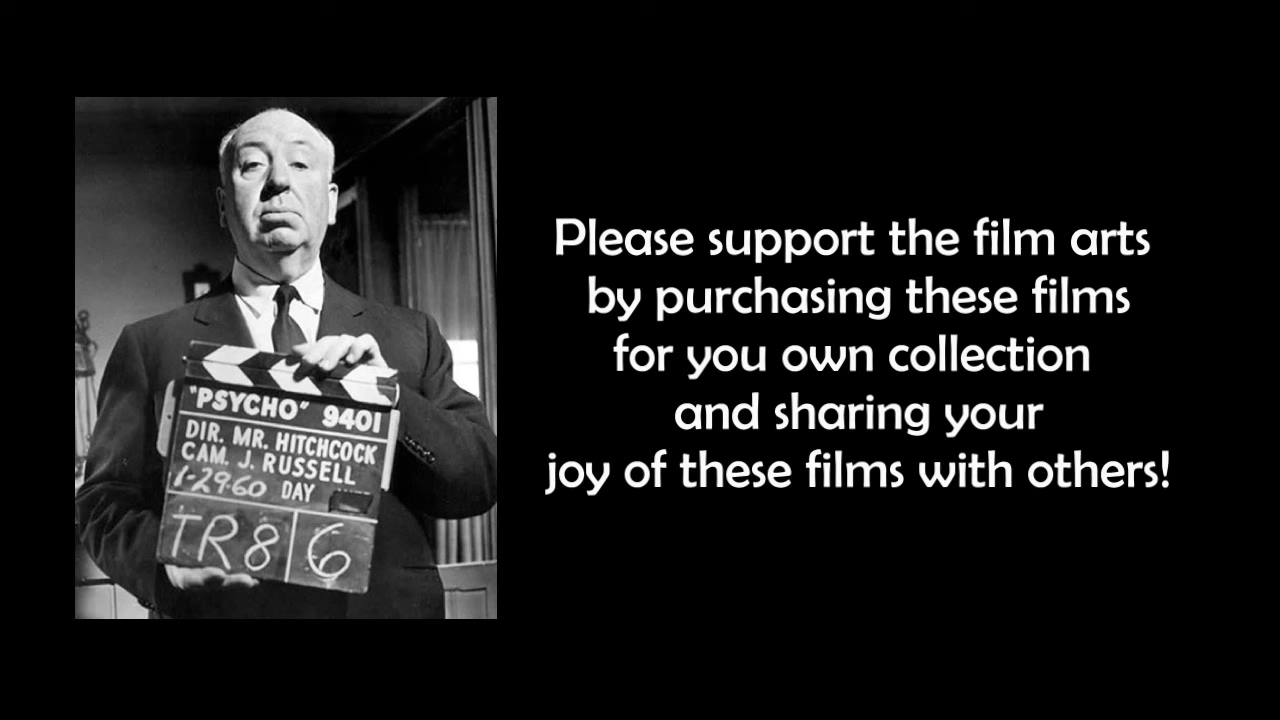 "PSYCHO" 9401
DIR. MR. HITCHCOCK
CAM. J. RUSSELL
1-29-60 DAY
TR8 6
Please support the film arts
by purchasing these films
for you own collection
and sharing your
joy of these films with others!